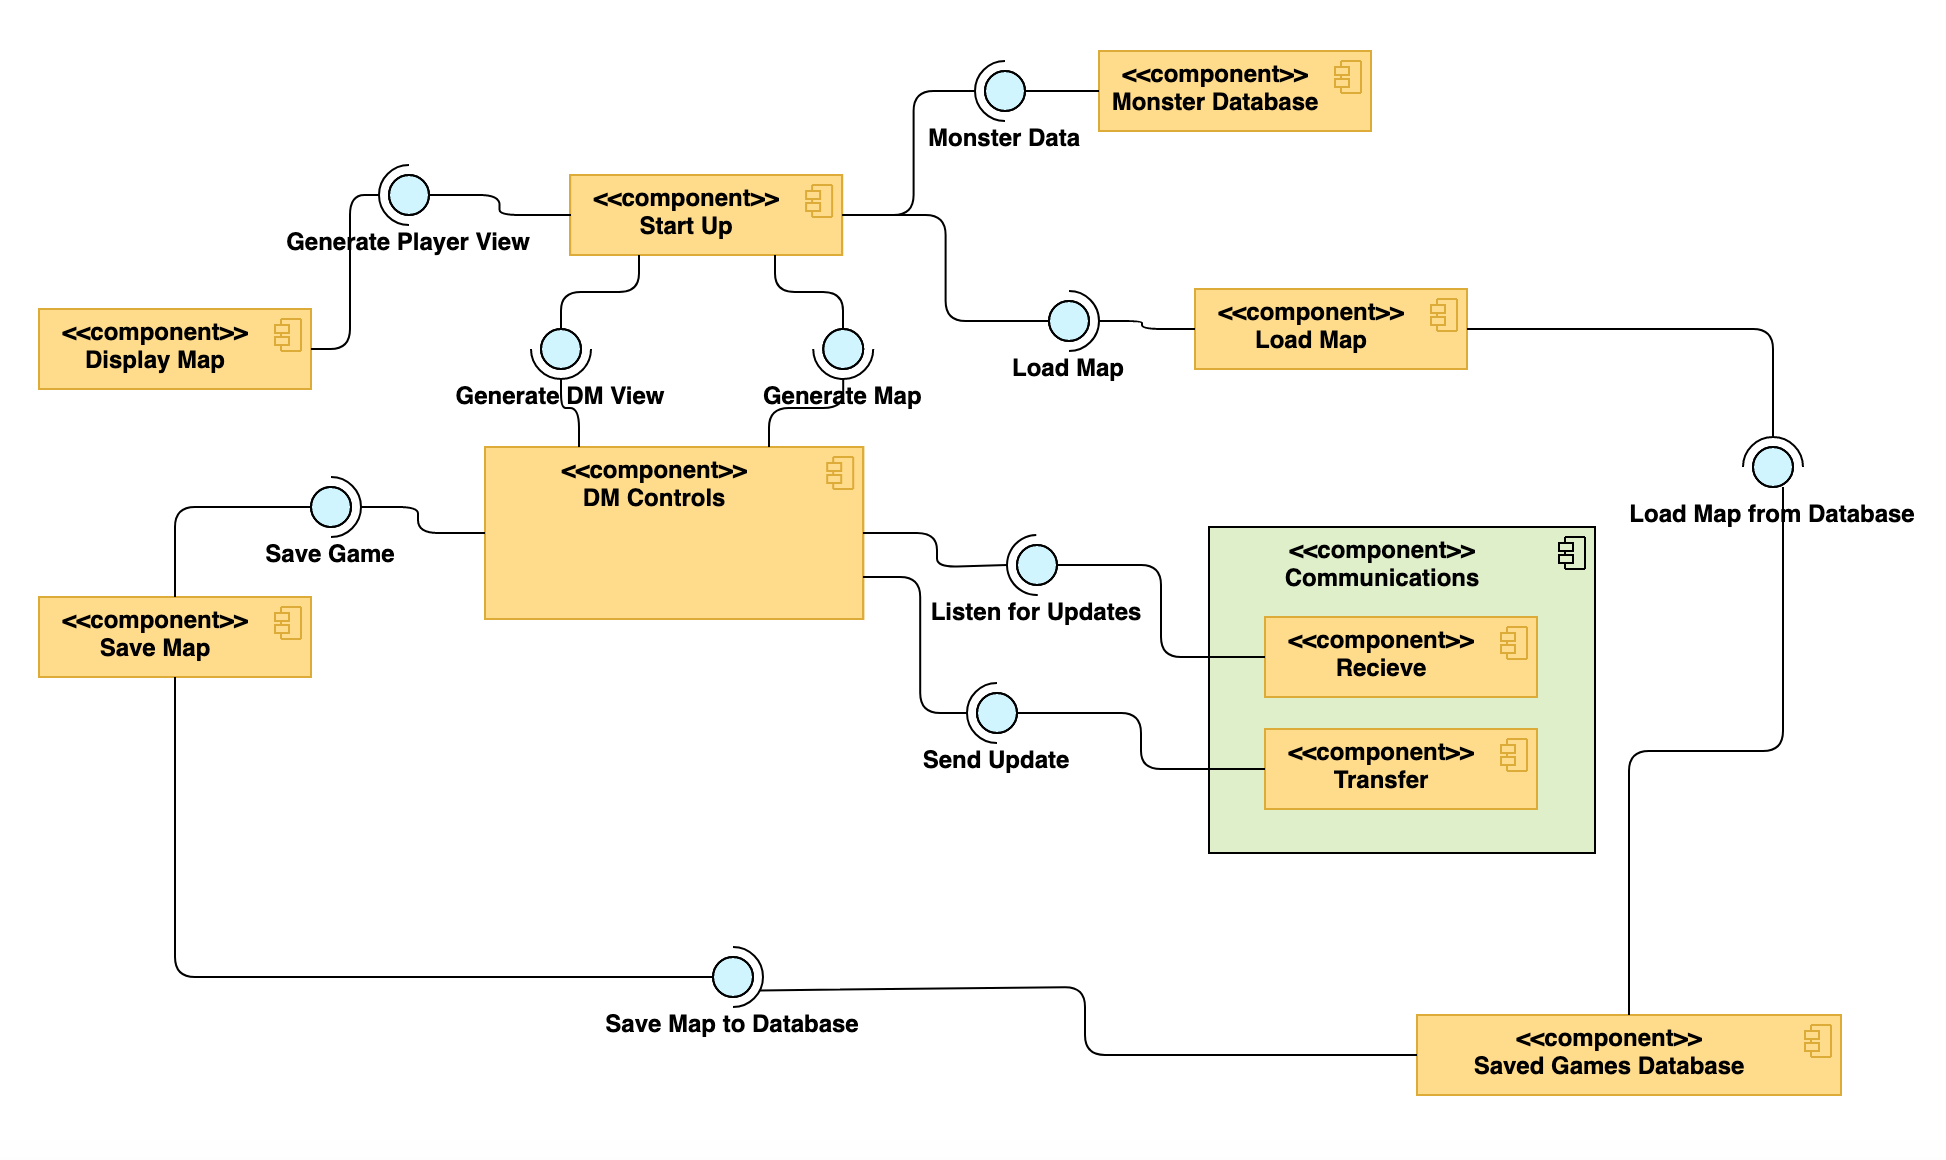 <<component>>
Monster Database
Monster Data
<<component>>
Start Up
Generate Player View
<<component>>
Display Map
<<component>>
Load Map
Load Map
Generate DM View
Generate Map
<<component>>
DM Controls
Save Game
Load Map from Database
<<component>>
Communications
Listen for Updates
<<component>>
Save Map
<<component>>
Recieve
Send Update
<<component>>
Transfer
Save Map to Database
<<component>>
Saved Games Database